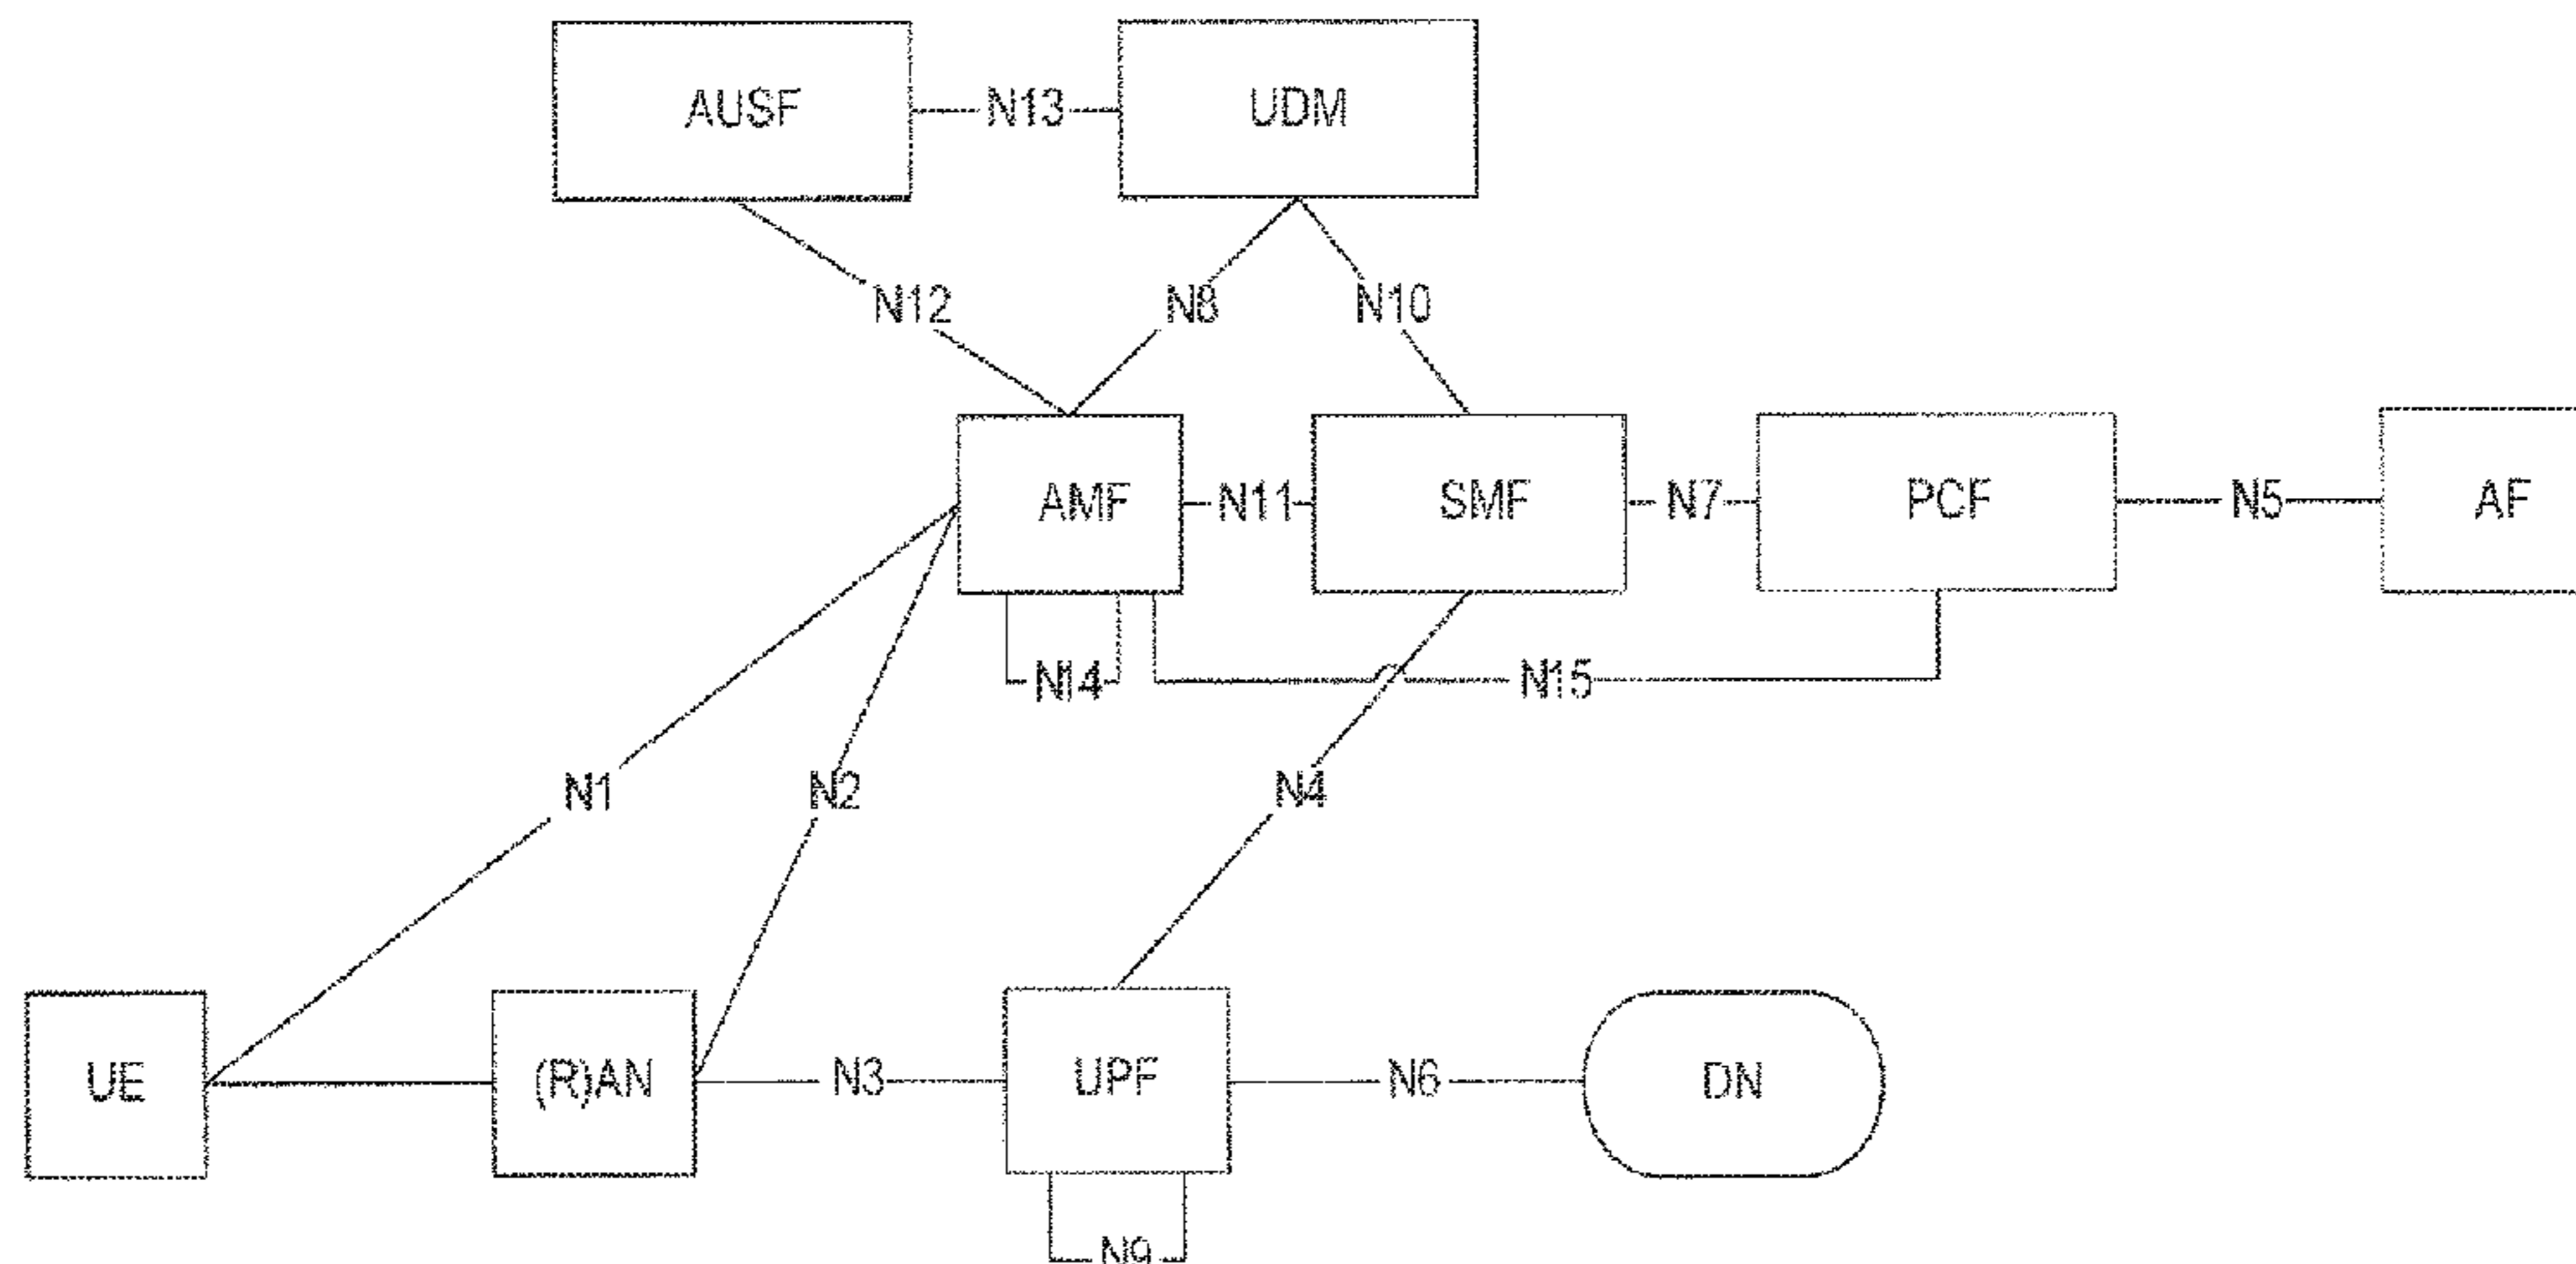 AUSF N13 UDM
N12 N8 N10
AMF N11 SMF N7 PCF N5 AF
N14 N15
N1 N2 N4
UE (R)AN N3 UPF N6 DN
N9